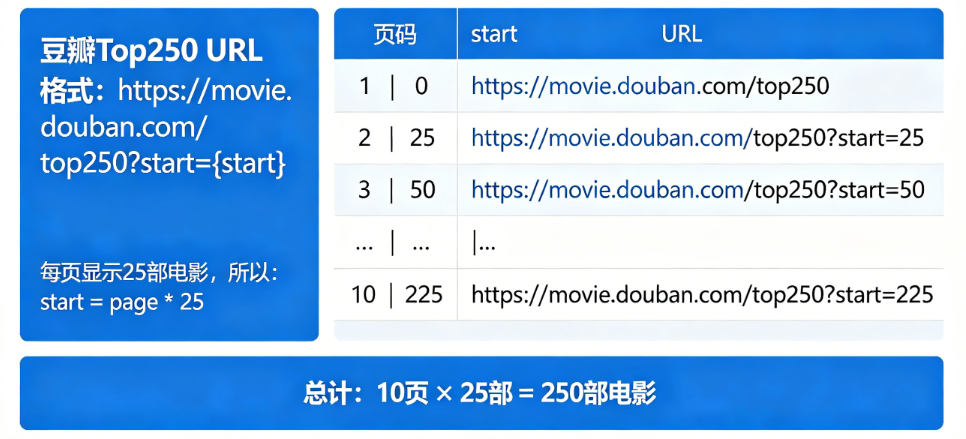 豆瓣Top250 URL
格式：https://movie.
douban.com/
top250?start={start}
每页显示25部电影，所以：
start = page * 25
页码 start URL
1 | 0 https://movie.douban.com/top250
2 | 25 https://movie.douban.com/top250?start=25
3 | 50 https://movie.douban.com/top250?start=50
... | ... |...
10 | 225 https://movie.douban.com/top250?start=225
总计：10页 × 25部 = 250部电影